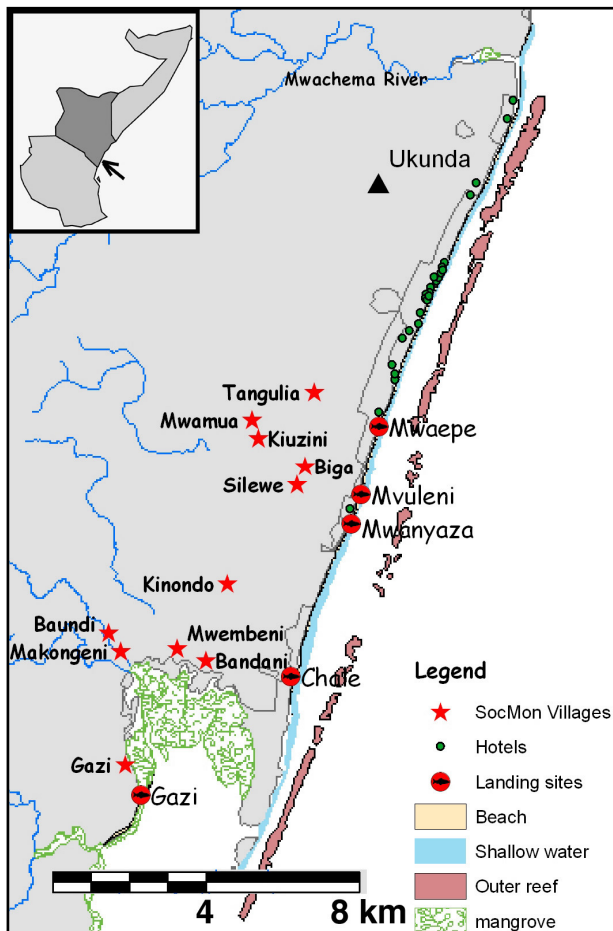 Mwachema River
Ukunda
Tangulia
Mwamua
Kiuzini
Mwaepe
Biga
Silewe
Mvuleni
Mwanyaza
Kinondo
Baundi
Mwembeni
Makongeni
Bandani
Chale
Legend
SocMon Villages
Hotels
Gazi
Landing sites
Gazi
Beach
Shallow water
Outer reef
4
8 km
mangrove